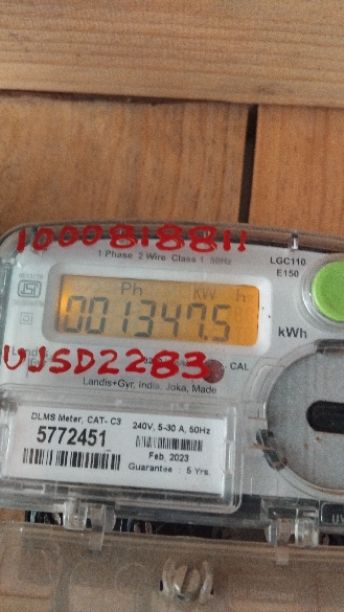 1000818811
1 Phase 2 Wire Class 1 50Hz
LGC110
E150
Ph KW h
001347.5
kWh
UJSD2283
CAL
Landis+Gyr, India, Joka, Made
DLMS Meter, CAT- C3
240V, 5-30 A, 50Hz
5772451
Feb, 2023
Guarantee : 5 Yrs.